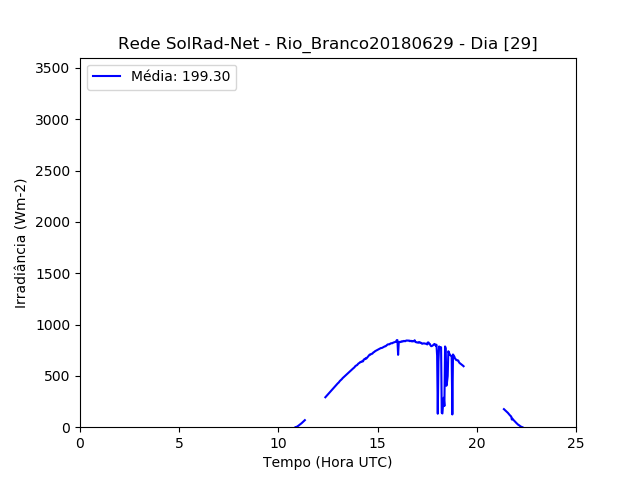 Rede SolRad-Net - Rio_Branco20180629 - Dia [29]
Média: 199.30
3500
3000
2500
2000
1500
1000
500
0
Irradiância (Wm-2)
0 5 10 15 20 25
Tempo (Hora UTC)